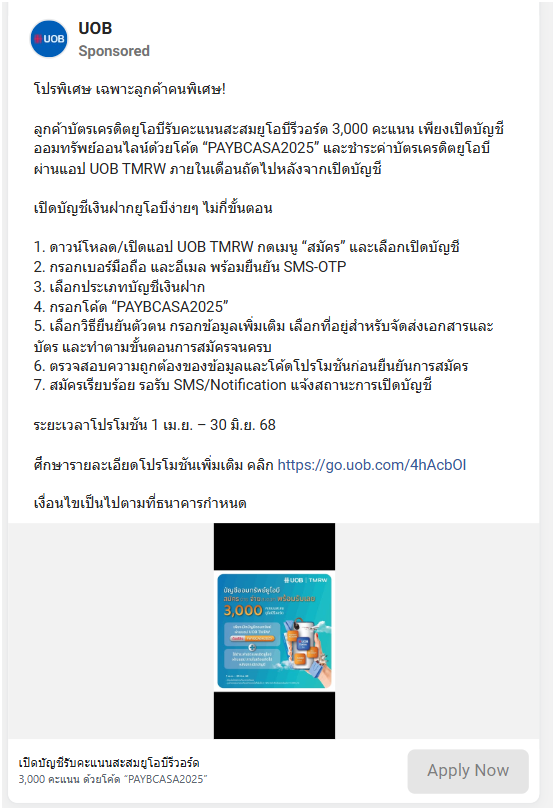 UOB
UOB
Sponsored
โปรพิเศษ เฉพาะลูกค้าคนพิเศษ!
ลูกค้าบัตรเครดิตยูโอบีรับคะแนนสะสมยูโอบีรีวอร์ด 3,000 คะแนน เพียงเปิดบัญชี
ออมทรัพย์ออนไลน์ด้วยโค้ด “PAYBCASA2025” และชำระค่าบัตรเครดิตยูโอบี
ผ่านแอป UOB TMRW ภายในเดือนถัดไปหลังจากเปิดบัญชี
เปิดบัญชีเงินฝากยูโอบีง่ายๆ ไม่กี่ขั้นตอน
1. ดาวน์โหลด/เปิดแอป UOB TMRW กดเมนู “สมัคร” และเลือกเปิดบัญชี
2. กรอกเบอร์มือถือ และอีเมล พร้อมยืนยัน SMS-OTP
3. เลือกประเภทบัญชีเงินฝาก
4. กรอกโค้ด “PAYBCASA2025”
5. เลือกวิธียืนยันตัวตน กรอกข้อมูลเพิ่มเติม เลือกที่อยู่สำหรับจัดส่งเอกสารและ
บัตร และทำตามขั้นตอนการสมัครจนครบ
6. ตรวจสอบความถูกต้องของข้อมูลและโค้ดโปรโมชันก่อนยืนยันการสมัคร
7. สมัครเรียบร้อย รอรับ SMS/Notification แจ้งสถานะการเปิดบัญชี
ระยะเวลาโปรโมชัน 1 เม.ย. – 30 มิ.ย. 68
ศึกษารายละเอียดโปรโมชันเพิ่มเติม คลิก https://go.uob.com/4hAcbOI
เงื่อนไขเป็นไปตามที่ธนาคารกำหนด
UOB | TMRW
บัญชีออมทรัพย์ยูโอบี
3,000
เปิดบัญชีรับคะแนนสะสมยูโอบีรีวอร์ด
3,000 คะแนน ด้วยโค้ด “PAYBCASA2025”
Apply Now